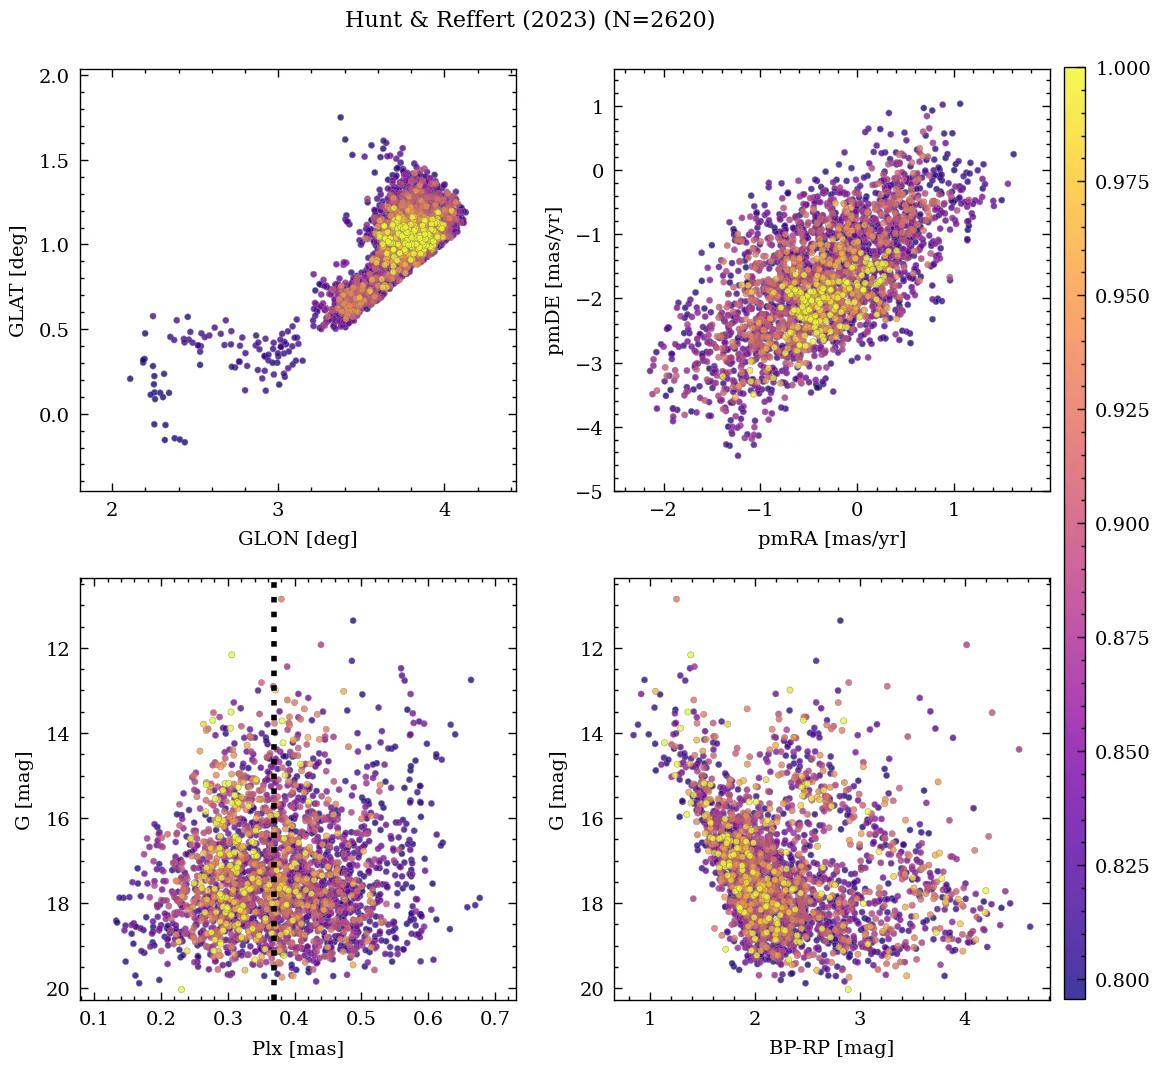 Hunt & Reffert (2023) (N=2620)
2.0
1.5
1.0
0.5
0.0
GLAT [deg]
2 3 4
GLON [deg]
1
0
−1
−2
−3
−4
−5
pmDE [mas/yr]
−2 −1 0 1
pmRA [mas/yr]
1.000
0.975
0.950
0.925
0.900
0.875
0.850
0.825
0.800
12
14
16
18
20
G [mag]
0.1 0.2 0.3 0.4 0.5 0.6 0.7
Plx [mas]
12
14
16
18
20
G [mag]
1 2 3 4
BP-RP [mag]